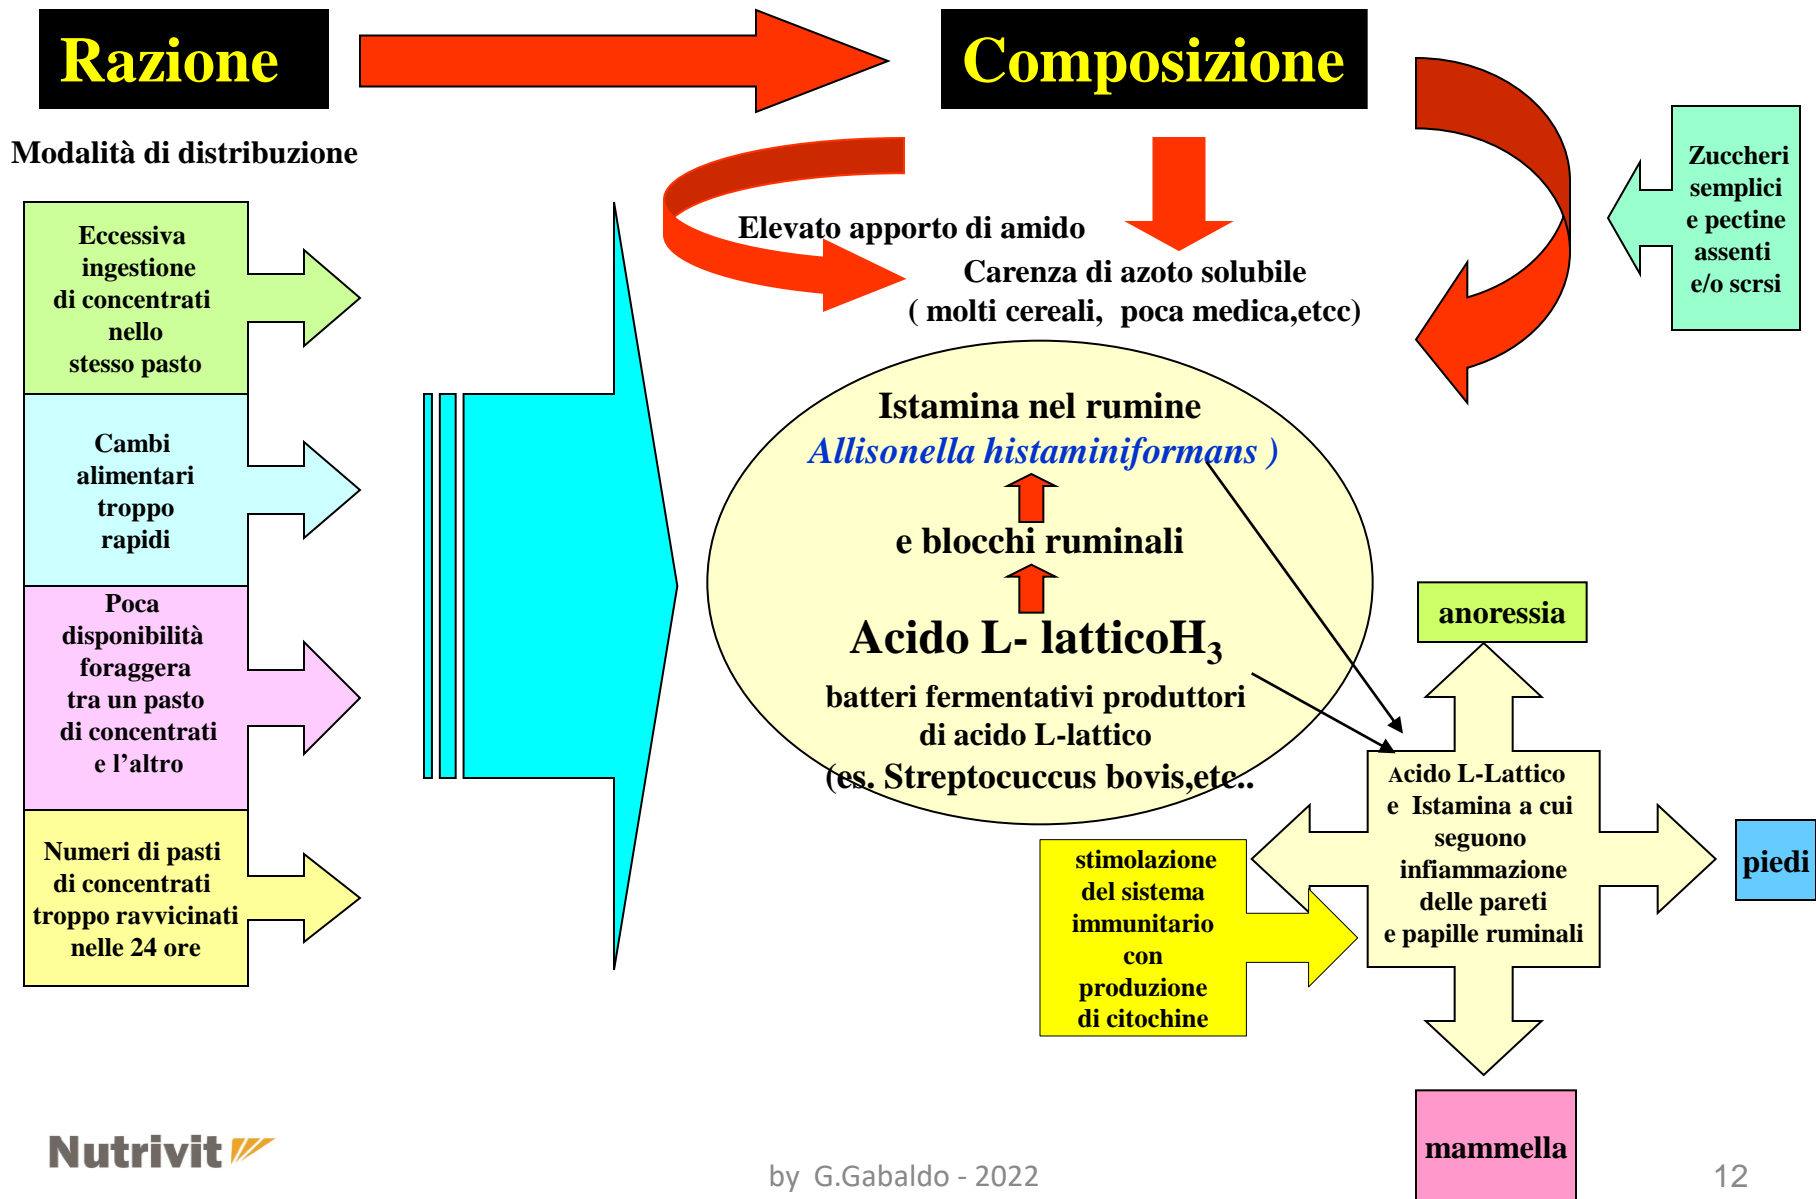 Razione
Composizione
Modalità di distribuzione
Eccessiva
ingestione
di concentrati
nello
stesso pasto
Cambi
alimentari
troppo
rapidi
Poca
disponibilità
foraggera
tra un pasto
di concentrati
e l’altro
Numeri di pasti
di concentrati
troppo ravvicinati
nelle 24 ore
Elevato apporto di amido
Carenza di azoto solubile
( molti cereali, poca medica,etcc)
Zuccheri
semplici
e pectine
assenti
e/o scrsi
Istamina nel rumine
Allisonella histaminiformans )
e blocchi ruminali
Acido L- latticoH3
batteri fermentativi produttori
di acido L-lattico
(es. Streptocuccus bovis,etc..
anoressia
Acido L-Lattico
e Istamina a cui
seguono
infiammazione
delle pareti
e papille ruminali
piedi
stimolazione
del sistema
immunitario
con
produzione
di citochine
mammella
Nutrivit
by G.Gabaldo - 2022
12